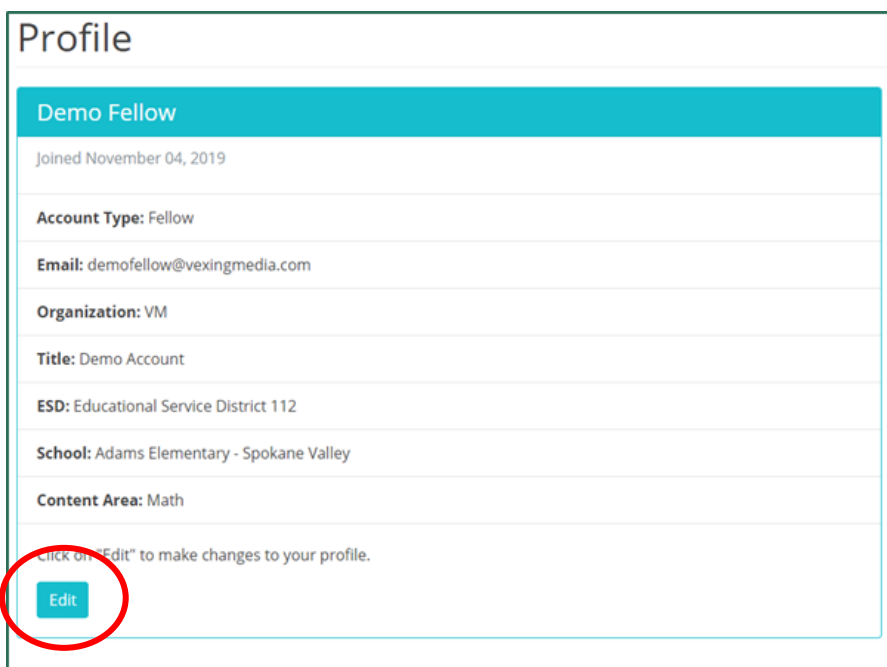 Profile
Demo Fellow
Joined November 04, 2019
Account Type: Fellow
Email: demofellow@vexingmedia.com
Organization: VM
Title: Demo Account
ESD: Educational Service District 112
School: Adams Elementary - Spokane Valley
Content Area: Math
Click on "Edit" to make changes to your profile.
Edit